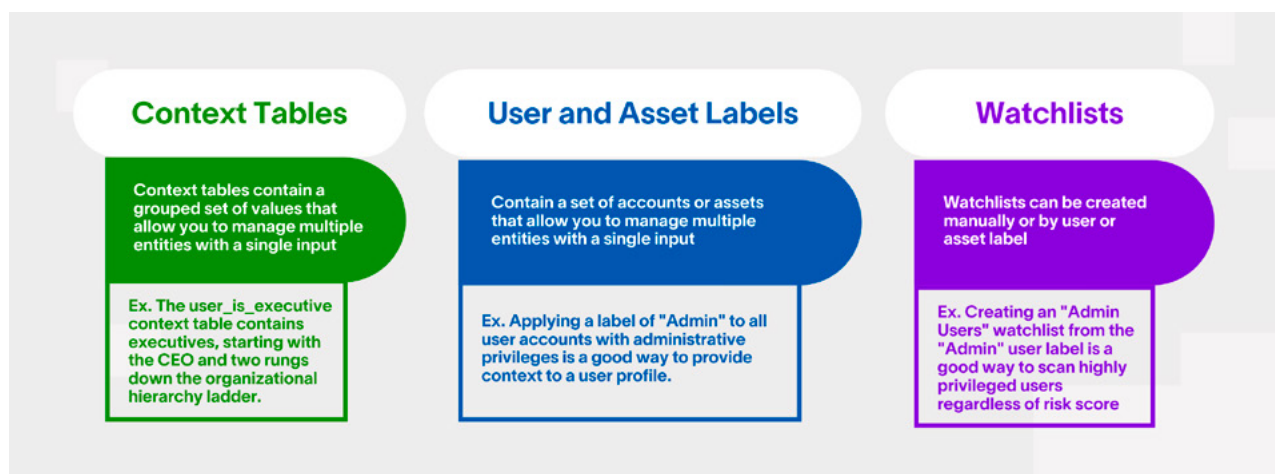 Context Tables
Context tables contain a
grouped set of values that
allow you to manage multiple
entities with a single input
Ex. The user_is_executive
context table contains
executives, starting with
the CEO and two rungs
down the organizational
hierarchy ladder.
User and Asset Labels
Contain a set of accounts or assets
that allow you to manage multiple
entities with a single input
Ex. Applying a label of "Admin" to all
user accounts with administrative
privileges is a good way to provide
context to a user profile.
Watchlists
Watchlists can be created
manually or by user or
asset label
Ex. Creating an "Admin
Users" watchlist from the
"Admin" user label is a
good way to scan highly
privileged users
regardless of risk score